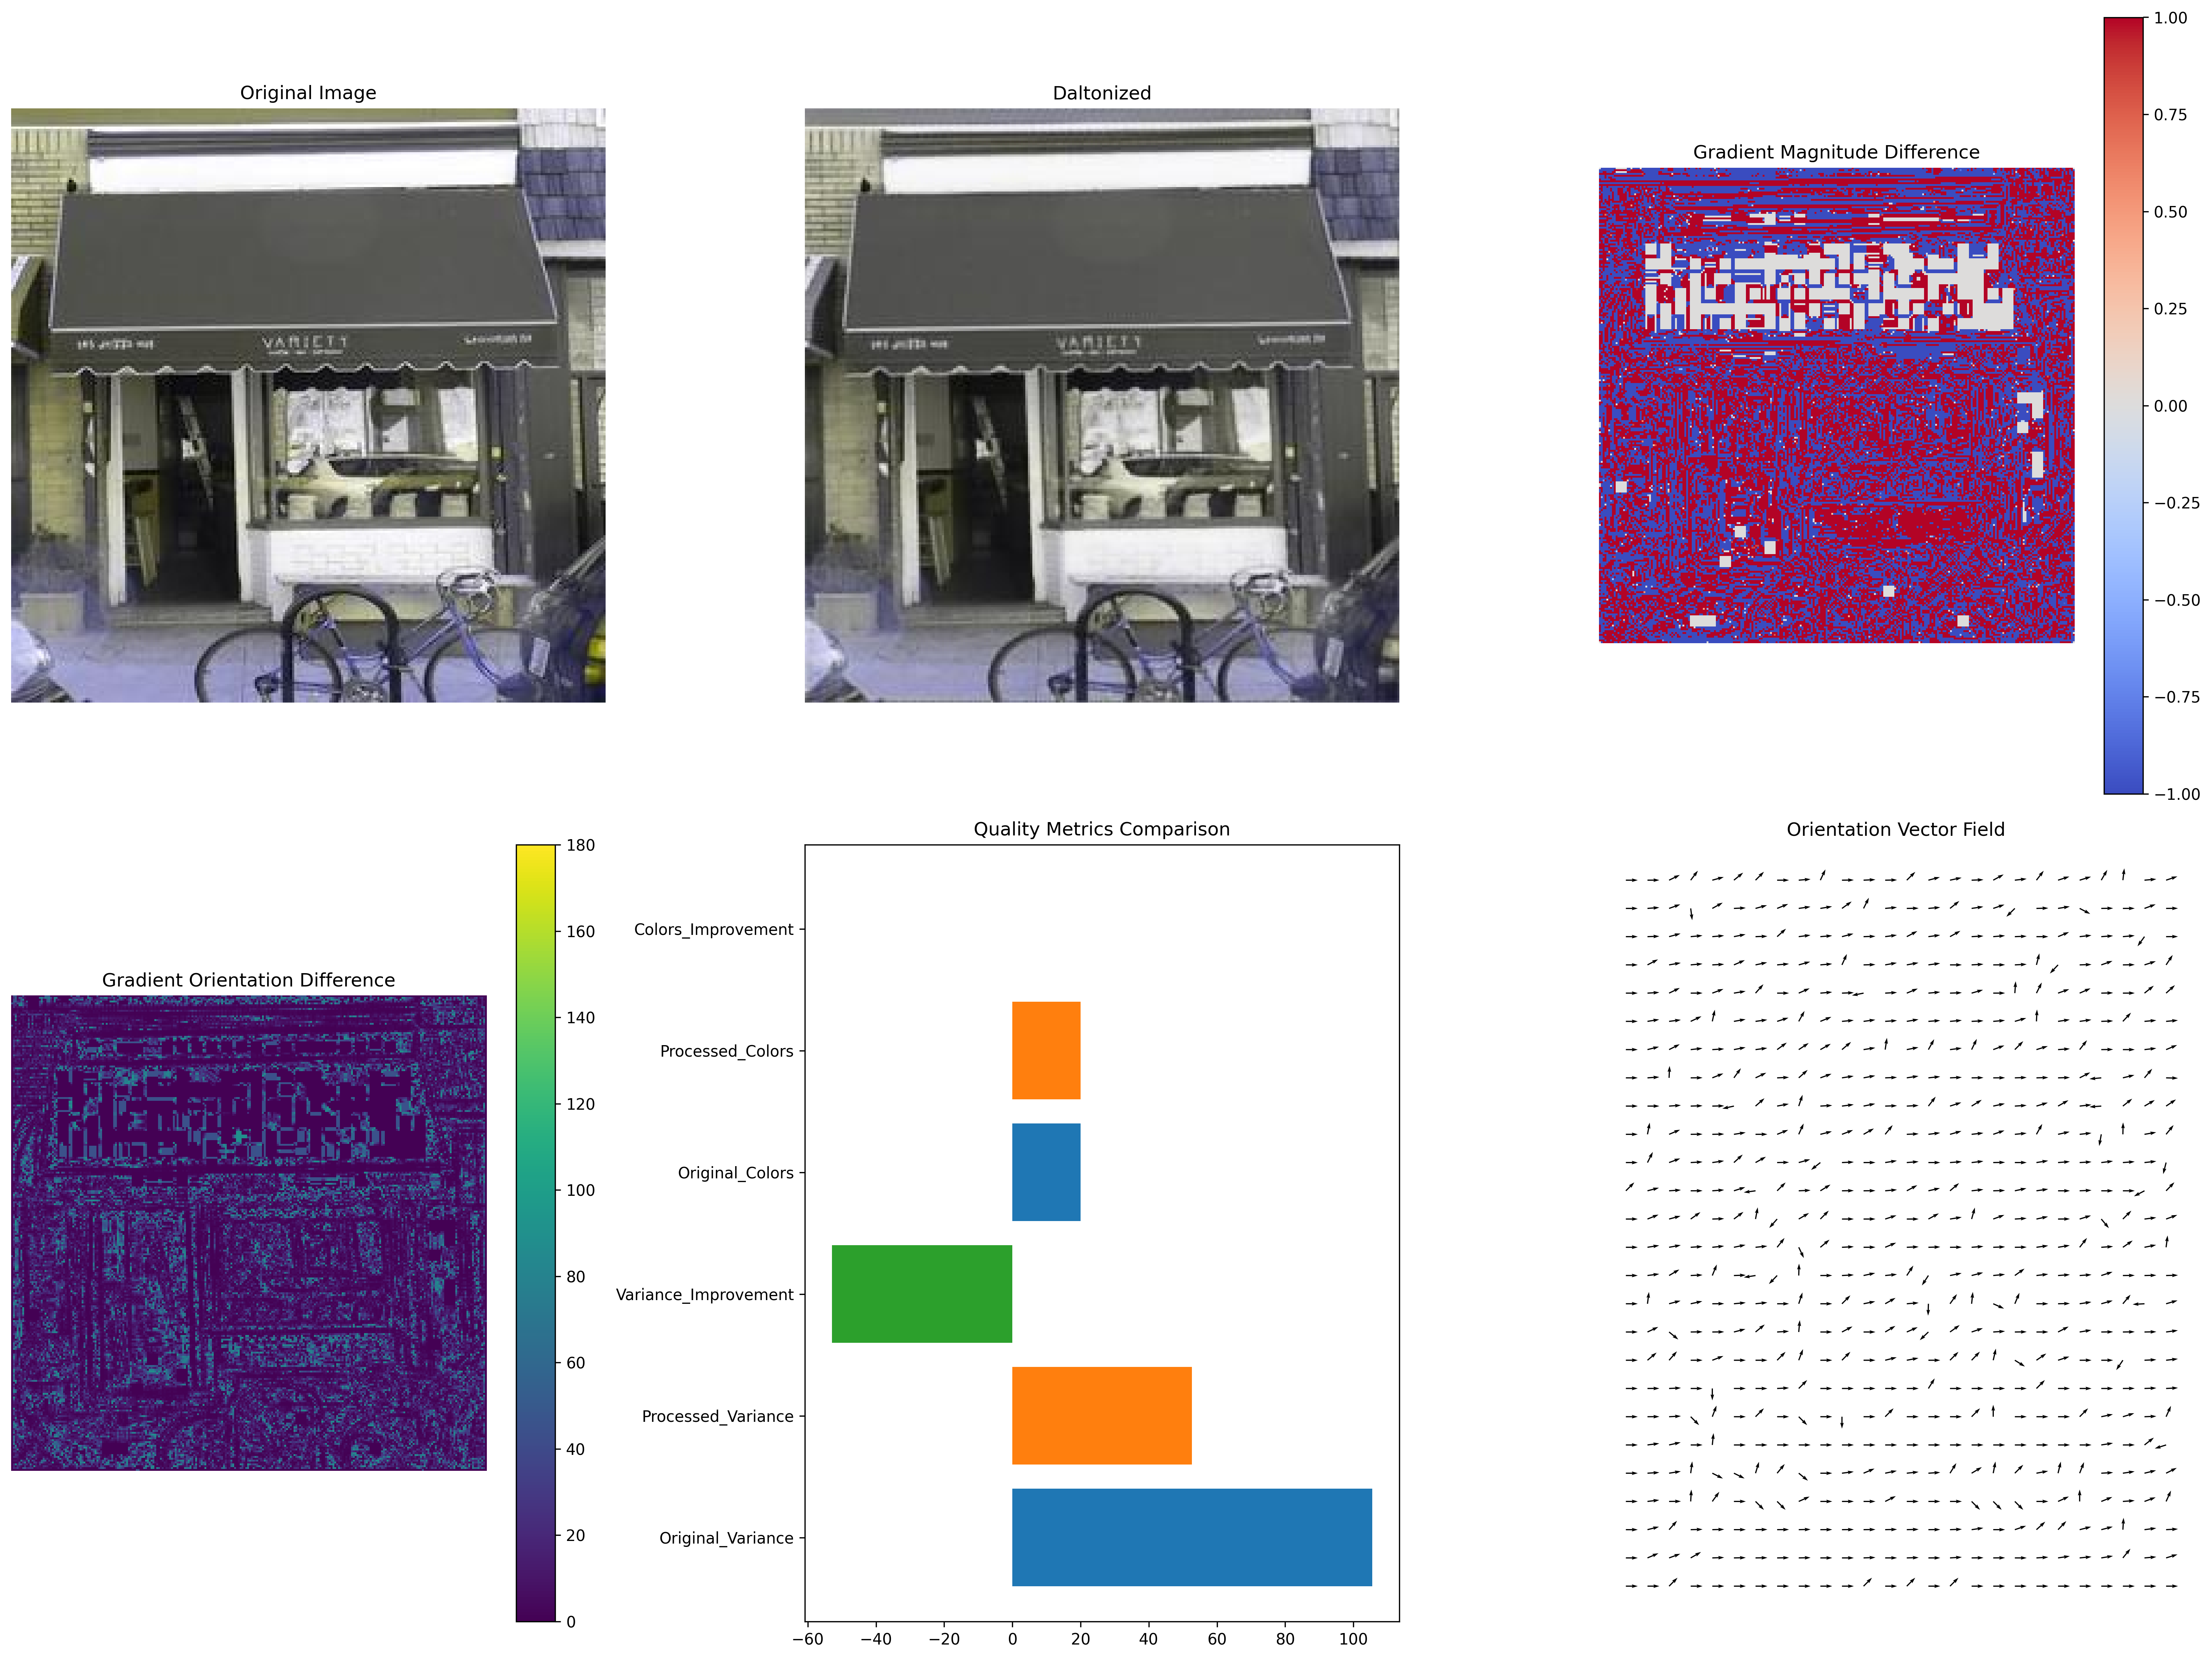 Original Image
Daltonized
Gradient Magnitude Difference
1.00
0.75
0.50
0.25
0.00
−0.25
−0.50
−0.75
−1.00
VARIETY
VARIETY
Gradient Orientation Difference
180
160
140
120
100
80
60
40
20
0
Quality Metrics Comparison
Colors_Improvement
Processed_Colors
Original_Colors
Variance_Improvement
Processed_Variance
Original_Variance
−60 −40 −20 0 20 40 60 80 100
Orientation Vector Field